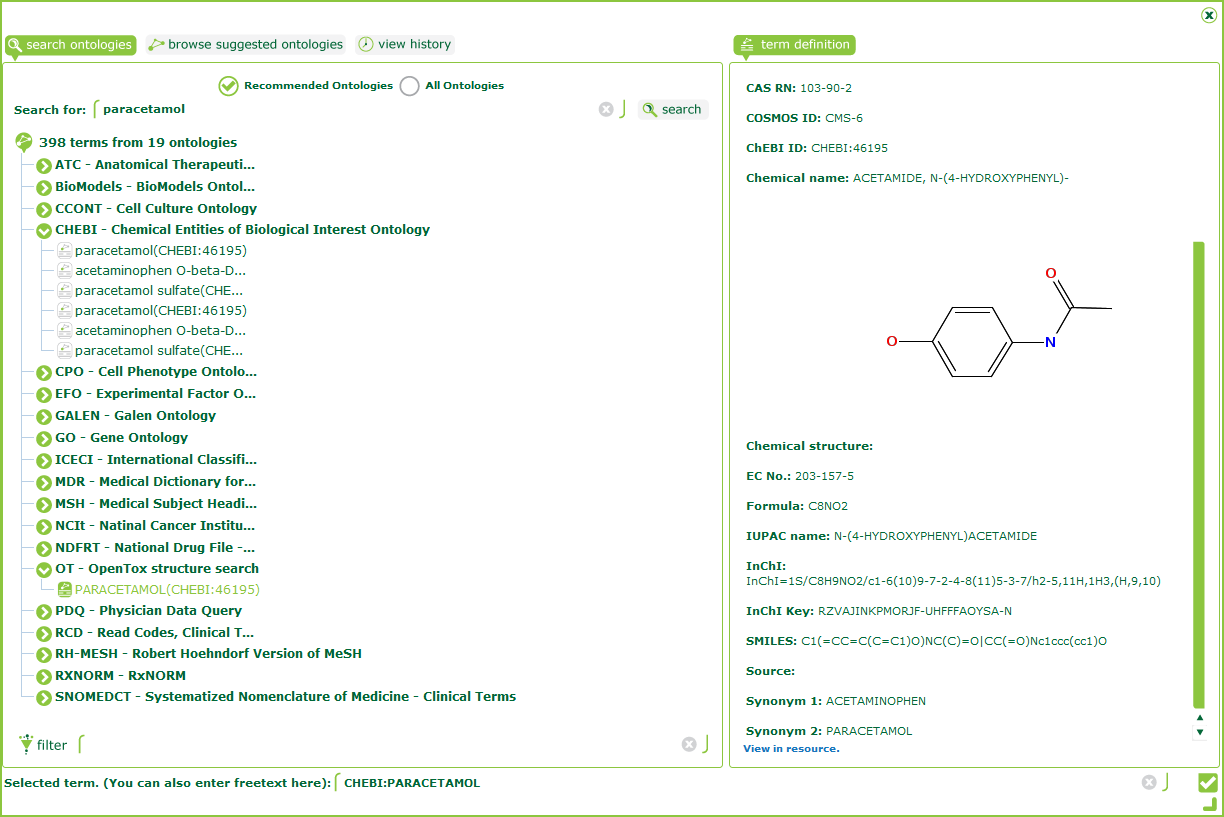 search ontologies
browse suggested ontologies
view history
Recommended Ontologies
All Ontologies
Search for:
paracetamol
search
398 terms from 19 ontologies
ATC - Anatomical Therapeuti...
BioModels - BioModels Ontol...
CCONT - Cell Culture Ontology
CHEBI - Chemical Entities of Biological Interest Ontology
paracetamol(CHEBI:46195)
acetaminophen O-beta-D...
paracetamol sulfate(CHE...
paracetamol(CHEBI:46195)
acetaminophen O-beta-D...
paracetamol sulfate(CHE...
CPO - Cell Phenotype Ontolo...
EFO - Experimental Factor O...
GALEN - Galen Ontology
GO - Gene Ontology
ICECI - International Classifi...
MDR - Medical Dictionary for...
MSH - Medical Subject Headi...
NCIt - Natinal Cancer Institu...
NDFRT - National Drug File -...
OT - OpenTox structure search
PARACETAMOL(CHEBI:46195)
PDQ - Physician Data Query
RCD - Read Codes, Clinical T...
RH-MESH - Robert Hoehndorf Version of MeSH
RXNORM - RxNORM
SNOMEDCT - Systematized Nomenclature of Medicine - Clinical Terms
filter
term definition
CAS RN: 103-90-2
COSMOS ID: CMS-6
ChEBI ID: CHEBI:46195
Chemical name: ACETAMIDE, N-(4-HYDROXYPHENYL)-
O
O
N
Chemical structure:
EC No.: 203-157-5
Formula: C8NO2
IUPAC name: N-(4-HYDROXYPHENYL)ACETAMIDE
InChI:
InChI=1S/C8H9NO2/c1-6(10)9-7-2-4-8(11)5-3-7/h2-5,11H,1H3,(H,9,10)
InChI Key: RZVAJINKPMORJF-UHFFFAOYSA-N
SMILES: C1(=CC=C(C=C1)O)NC(C)=O|CC(=O)Nc1ccc(cc1)O
Source:
Synonym 1: ACETAMINOPHEN
Synonym 2: PARACETAMOL
View in resource.
Selected term. (You can also enter freetext here): CHEBI:PARACETAMOL